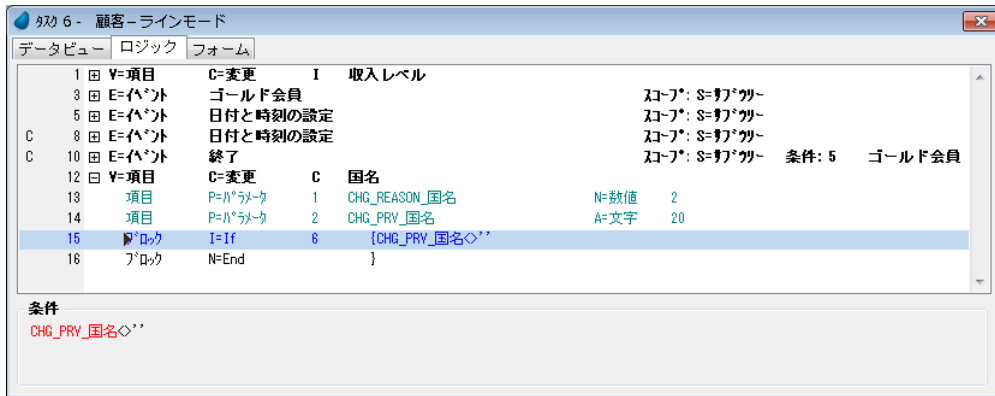 ﾀｽｸ 6 - 顧客−ラインモード
データビュー ロジック フォーム
1 V=項目 C=変更 I 収入レベル
3 E=ｲﾍﾞﾝﾄ ゴールド会員 ｽｺｰﾌﾟ: S=ｻﾌﾞﾂﾘｰ
5 E=ｲﾍﾞﾝﾄ 日付と時刻の設定 ｽｺｰﾌﾟ: S=ｻﾌﾞﾂﾘｰ
C 8 E=ｲﾍﾞﾝﾄ 日付と時刻の設定 ｽｺｰﾌﾟ: S=ｻﾌﾞﾂﾘｰ
C 10 E=ｲﾍﾞﾝﾄ 終了 ｽｺｰﾌﾟ: S=ｻﾌﾞﾂﾘｰ 条件: 5 ゴールド会員
12 V=項目 C=変更 C 国名
13 項目 P=ﾊﾟﾗﾒｰﾀ 1 CHG_REASON_国名 N=数値 2
14 項目 P=ﾊﾟﾗﾒｰﾀ 2 CHG_PRV_国名 A=文字 20
15 ﾌﾞﾛｯｸ I=If 6 {CHG_PRV_国名<>''
16 ﾌﾞﾛｯｸ N=End }
条件
CHG_PRV_国名<>''